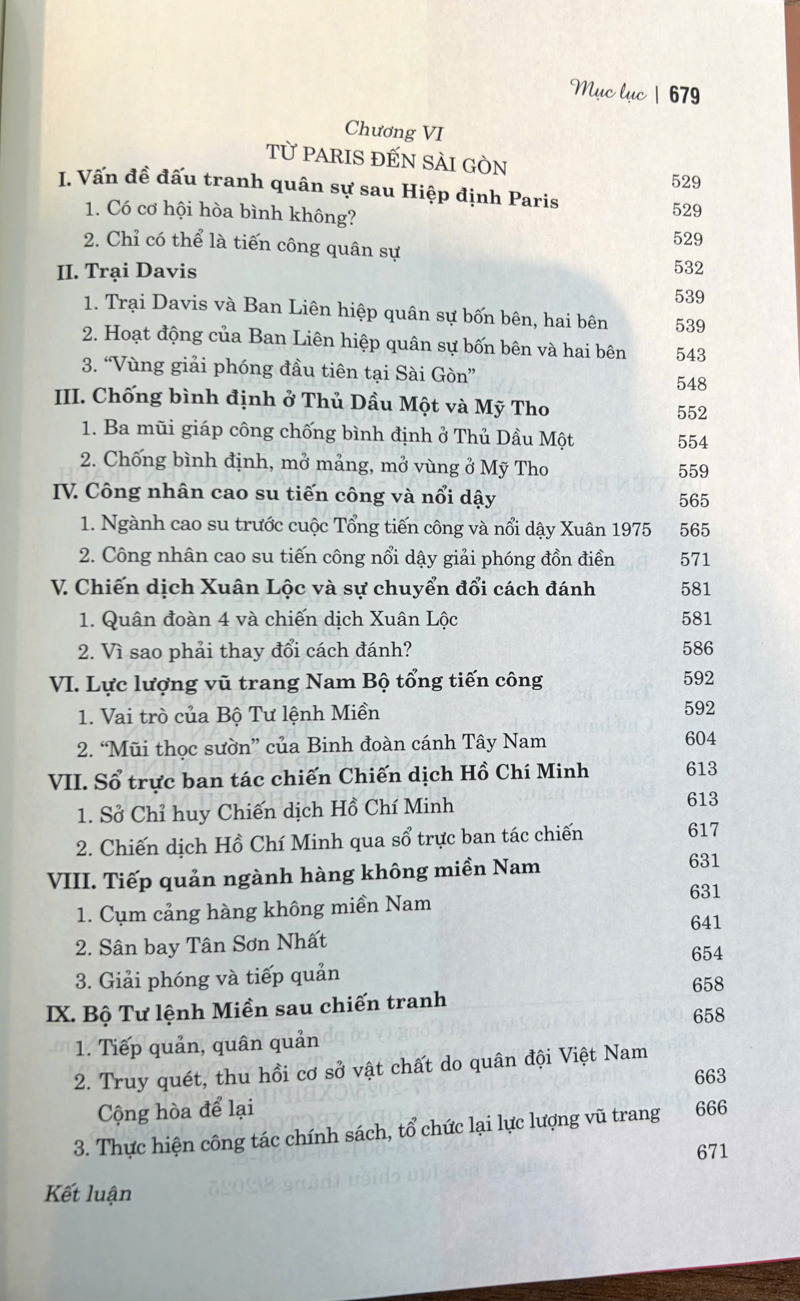 Mục lục | 679
Chương VI
TỪ PARIS ĐẾN SÀI GÒN 529
I. Vấn đề đấu tranh quân sự sau Hiệp định Paris 529
1. Có cơ hội hòa bình không? 529
2. Chỉ có thể là tiến công quân sự 532
II. Trại Davis 539
1. Trại Davis và Ban Liên hiệp quân sự bốn bên, hai bên 539
2. Hoạt động của Ban Liên hiệp quân sự bốn bên và hai bên 543
3. “Vùng giải phóng đầu tiên tại Sài Gòn” 548
III. Chống bình định ở Thủ Dầu Một và Mỹ Tho 552
1. Ba mũi giáp công chống bình định ở Thủ Dầu Một 554
2. Chống bình định, mở mảng, mở vùng ở Mỹ Tho 559
IV. Công nhân cao su tiến công và nổi dậy 565
1. Ngành cao su trước cuộc Tổng tiến công và nổi dậy Xuân 1975 565
2. Công nhân cao su tiến công nổi dậy giải phóng đồn điền 571
V. Chiến dịch Xuân Lộc và sự chuyển đổi cách đánh 581
1. Quân đoàn 4 và chiến dịch Xuân Lộc 581
2. Vì sao phải thay đổi cách đánh? 586
VI. Lực lượng vũ trang Nam Bộ tổng tiến công 592
1. Vai trò của Bộ Tư lệnh Miền 592
2. “Mũi thọc sườn” của Binh đoàn cánh Tây Nam 604
VII. Sổ trực ban tác chiến Chiến dịch Hồ Chí Minh 613
1. Sở Chỉ huy Chiến dịch Hồ Chí Minh 613
2. Chiến dịch Hồ Chí Minh qua sổ trực ban tác chiến 617
VIII. Tiếp quản ngành hàng không miền Nam 631
1. Cụm cảng hàng không miền Nam 631
2. Sân bay Tân Sơn Nhất 641
3. Giải phóng và tiếp quản 654
IX. Bộ Tư lệnh Miền sau chiến tranh 658
1. Tiếp quản, quân quản 658
2. Truy quét, thu hồi cơ sở vật chất do quân đội Việt Nam
Cộng hòa để lại 663
3. Thực hiện công tác chính sách, tổ chức lại lực lượng vũ trang 666
Kết luận 671